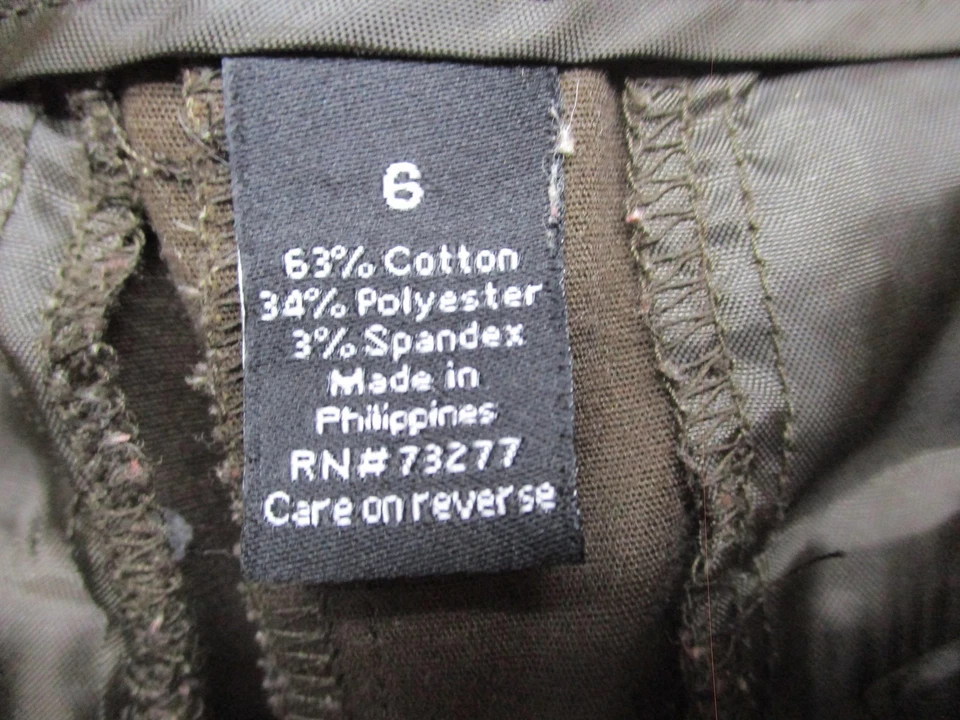 6
63% Cotton
34% Polyester
3% Spandex
Made in
Philippines
RN# 73277
Care on reverse